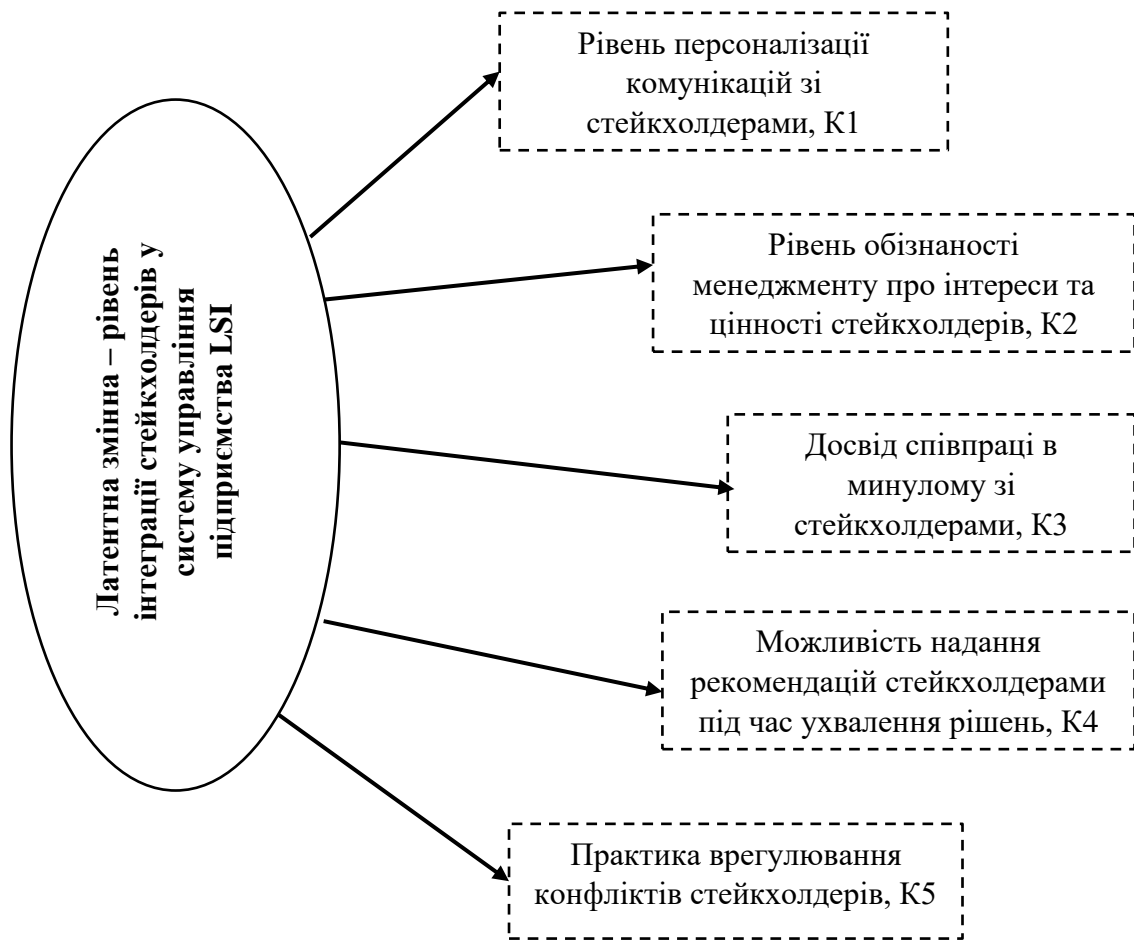 Латентна змінна – рівень
інтеграції стейкхолдерів у
систему управління
підприємства LSI
Рівень персоналізації
комунікацій зі
стейкхолдерами, К1
Рівень обізнаності
менеджменту про інтереси та
цінності стейкхолдерів, К2
Досвід співпраці в
минулому зі
стейкхолдерами, К3
Можливість надання
рекомендацій стейкхолдерами
під час ухвалення рішень, К4
Практика врегулювання
конфліктів стейкхолдерів, К5